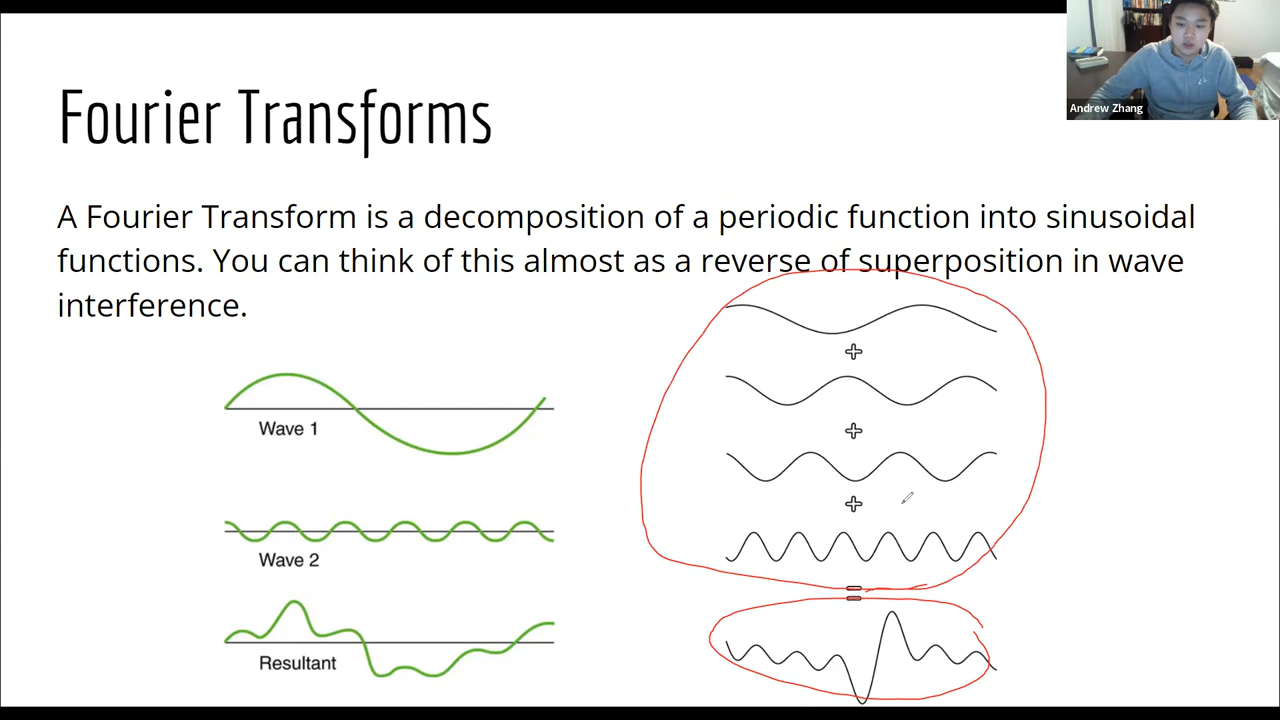 Andrew Zhang
Fourier Transforms
A Fourier Transform is a decomposition of a periodic function into sinusoidal
functions. You can think of this almost as a reverse of superposition in wave
interference.
Wave 1
Wave 2
Resultant
+
+
+
=